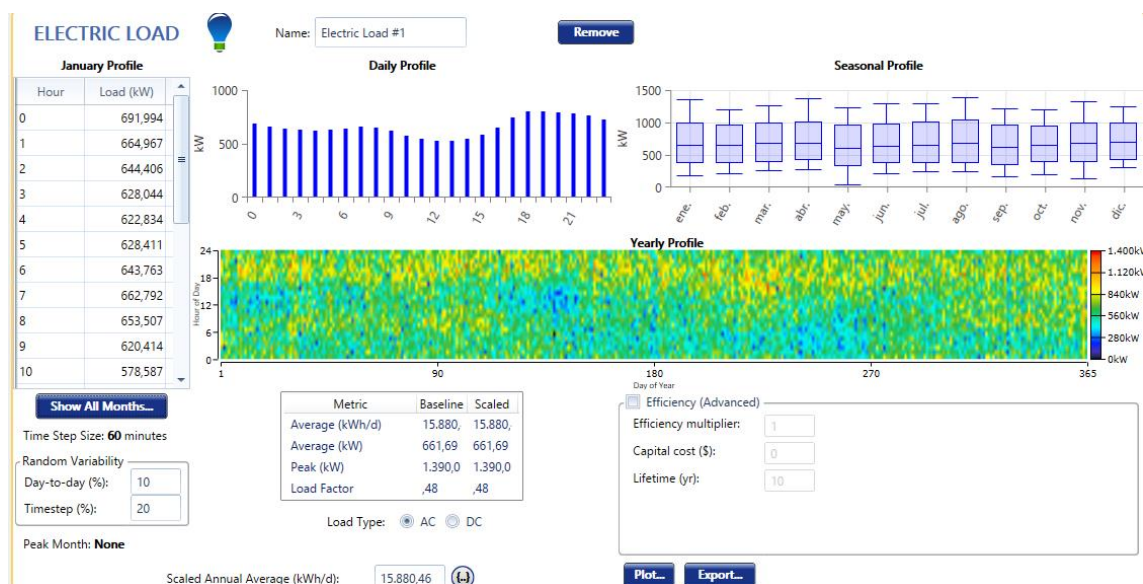 ELECTRIC LOAD
Name: Electric Load #1
Remove
January Profile
Hour Load (kW)
0 691,994
1 664,967
2 644,406
3 628,044
4 622,834
5 628,411
6 643,763
7 662,792
8 653,507
9 620,414
10 578,587
Show All Months...
Time Step Size: 60 minutes
Random Variability
Day-to-day (%): 10
Timestep (%): 20
Peak Month: None
Daily Profile
kW
1000
500
0
0 3 6 9 12 15 18 21
Seasonal Profile
kW
1500
1000
500
0
ene. feb. mar. abr. may. jun. jul. ago. sep. oct. nov. dic.
Yearly Profile
Hour of Day
24
18
12
6
0
1 90 180 270 365
Day of Year
1.400kW
1.120kW
840kW
560kW
280kW
0kW
Metric Baseline Scaled
Average (kWh/d) 15.880, 15.880,
Average (kW) 661,69 661,69
Peak (kW) 1.390,0 1.390,0
Load Factor ,48 ,48
Load Type: AC DC
Scaled Annual Average (kWh/d): 15.880,46 {..}
Efficiency (Advanced)
Efficiency multiplier: 1
Capital cost ($): 0
Lifetime (yr): 10
Plot... Export...